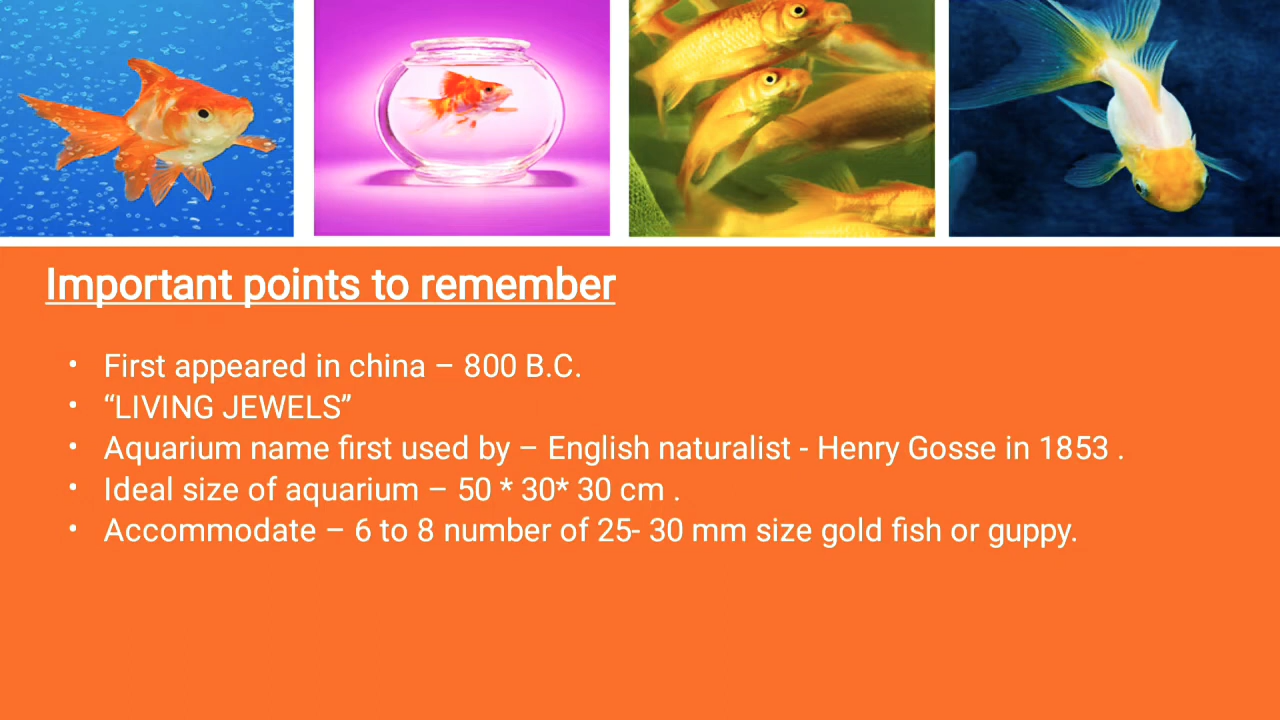 Important points to remember
• First appeared in china – 800 B.C.
• “LIVING JEWELS”
• Aquarium name first used by – English naturalist - Henry Gosse in 1853 .
• Ideal size of aquarium – 50 * 30* 30 cm .
• Accommodate – 6 to 8 number of 25- 30 mm size gold fish or guppy.